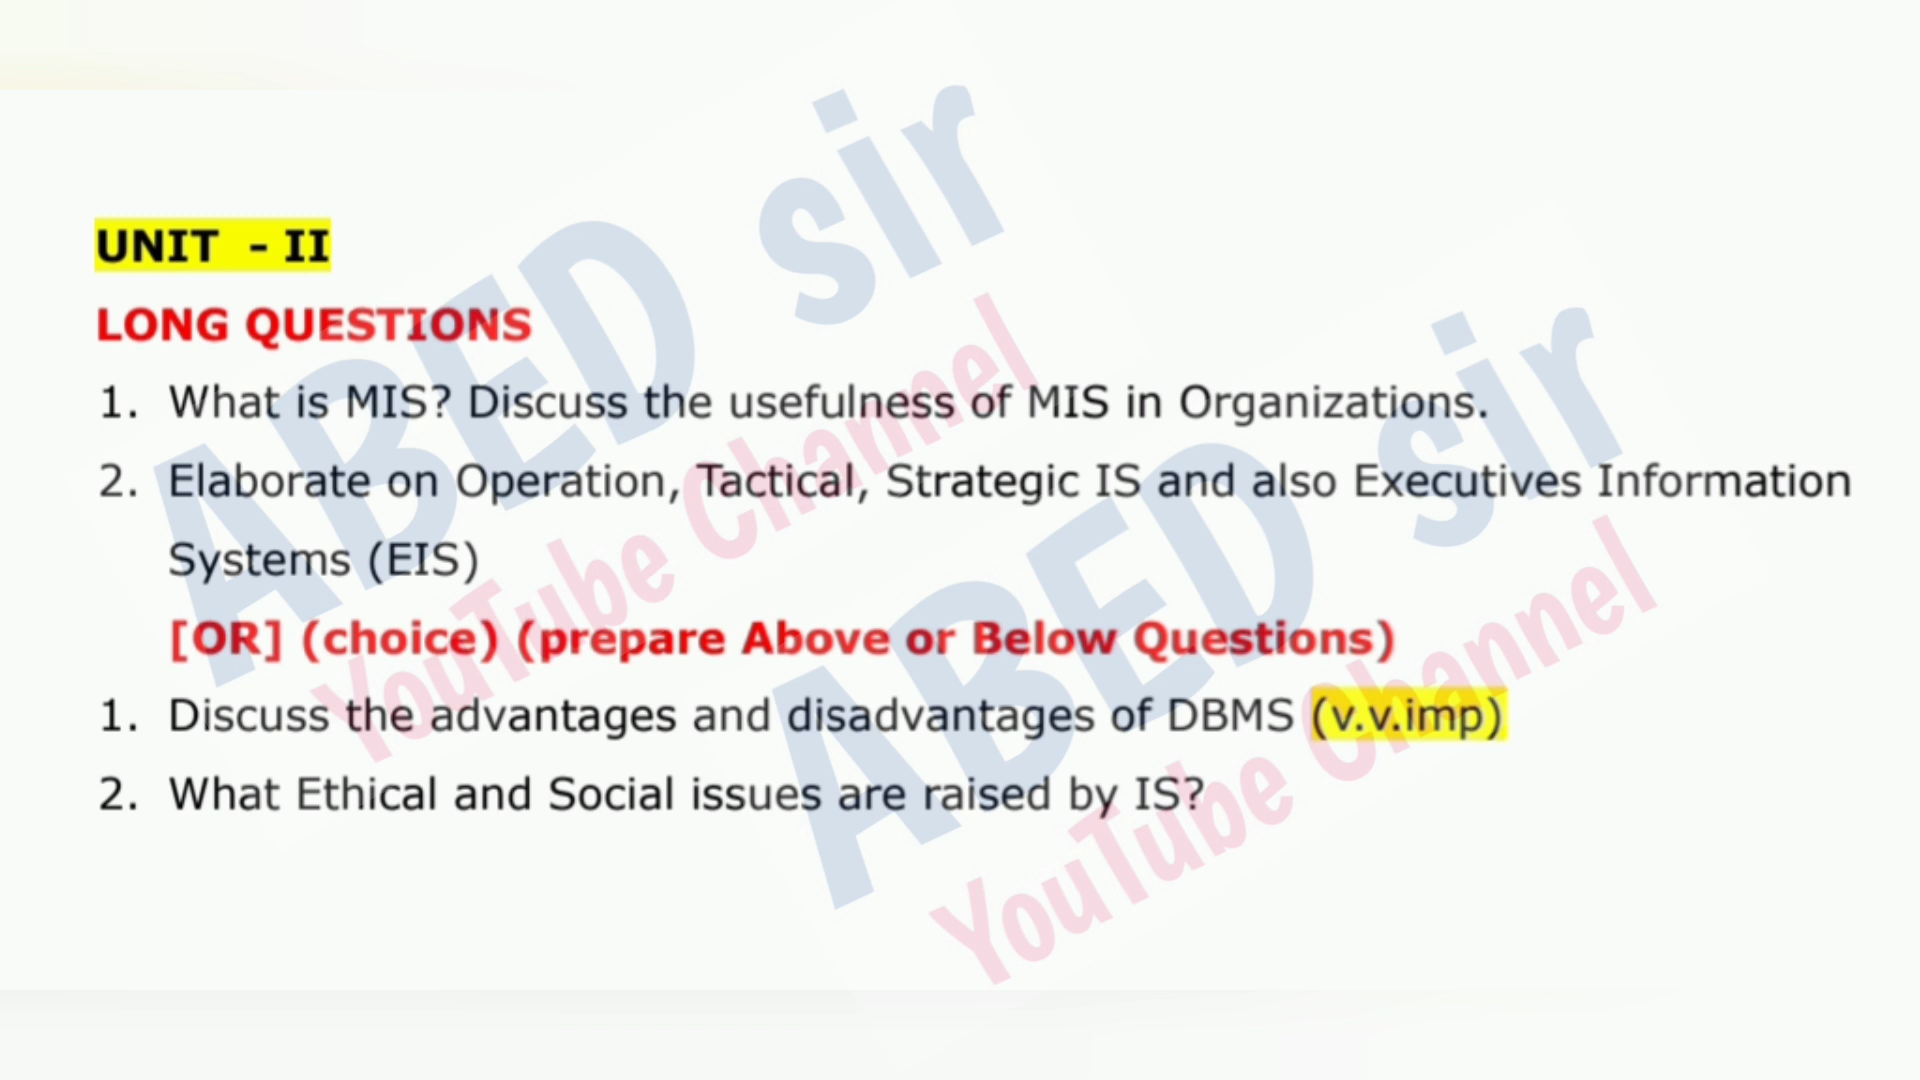 UNIT - II
LONG QUESTIONS
1. What is MIS? Discuss the usefulness of MIS in Organizations.
2. Elaborate on Operation, Tactical, Strategic IS and also Executives Information
Systems (EIS)
[OR] (choice) (prepare Above or Below Questions)
1. Discuss the advantages and disadvantages of DBMS (v.v.imp)
2. What Ethical and Social issues are raised by IS?
ABED sir
YouTube Channel
ABED sir
YouTube Channel